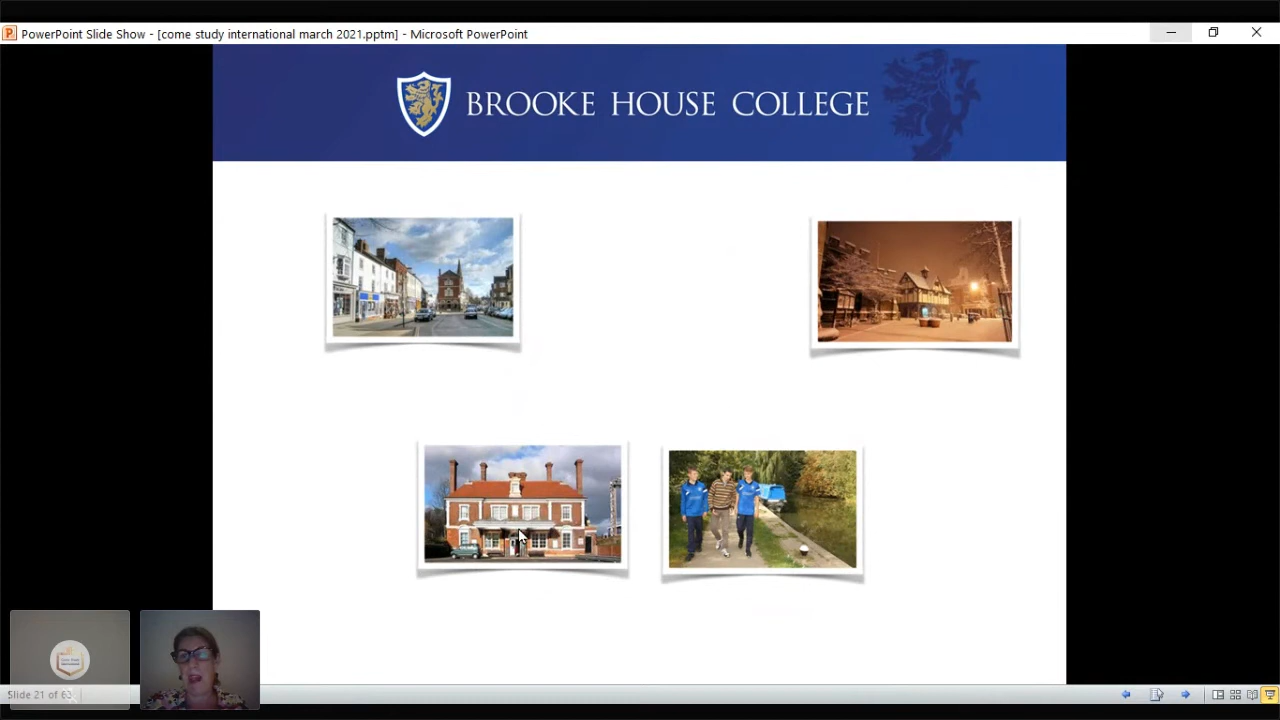 PowerPoint Slide Show - [come study international march 2021.pptm] - Microsoft PowerPoint
BROOKE HOUSE COLLEGE
Slide 21 of 63